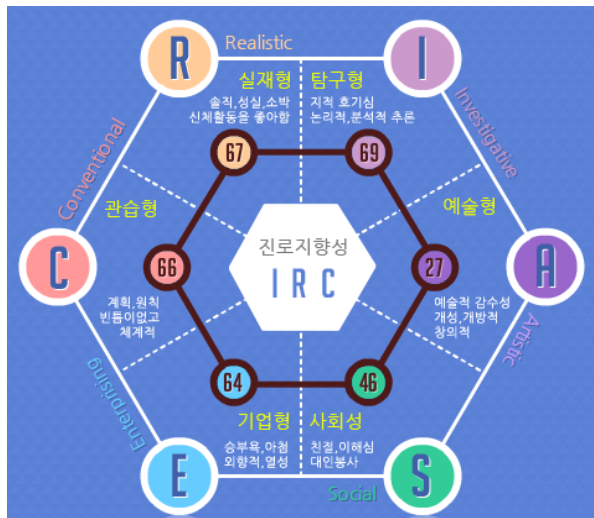 R
Realistic
I
실재형
솔직,성실,소박
신체활동을 좋아함
탐구형
지적 호기심
논리적,분석적 추론
Investigative
Conventional
67
69
관습형
예술형
C
66
진로지향성
I R C
27
A
계획,원칙
빈틈이없고
체계적
예술적 감수성
개성,개방적
창의적
Artistic
Enterprising
64
46
기업형
승부욕,야점
외향적,열성
사회성
친절,이해심
대인봉사
E
Social
S